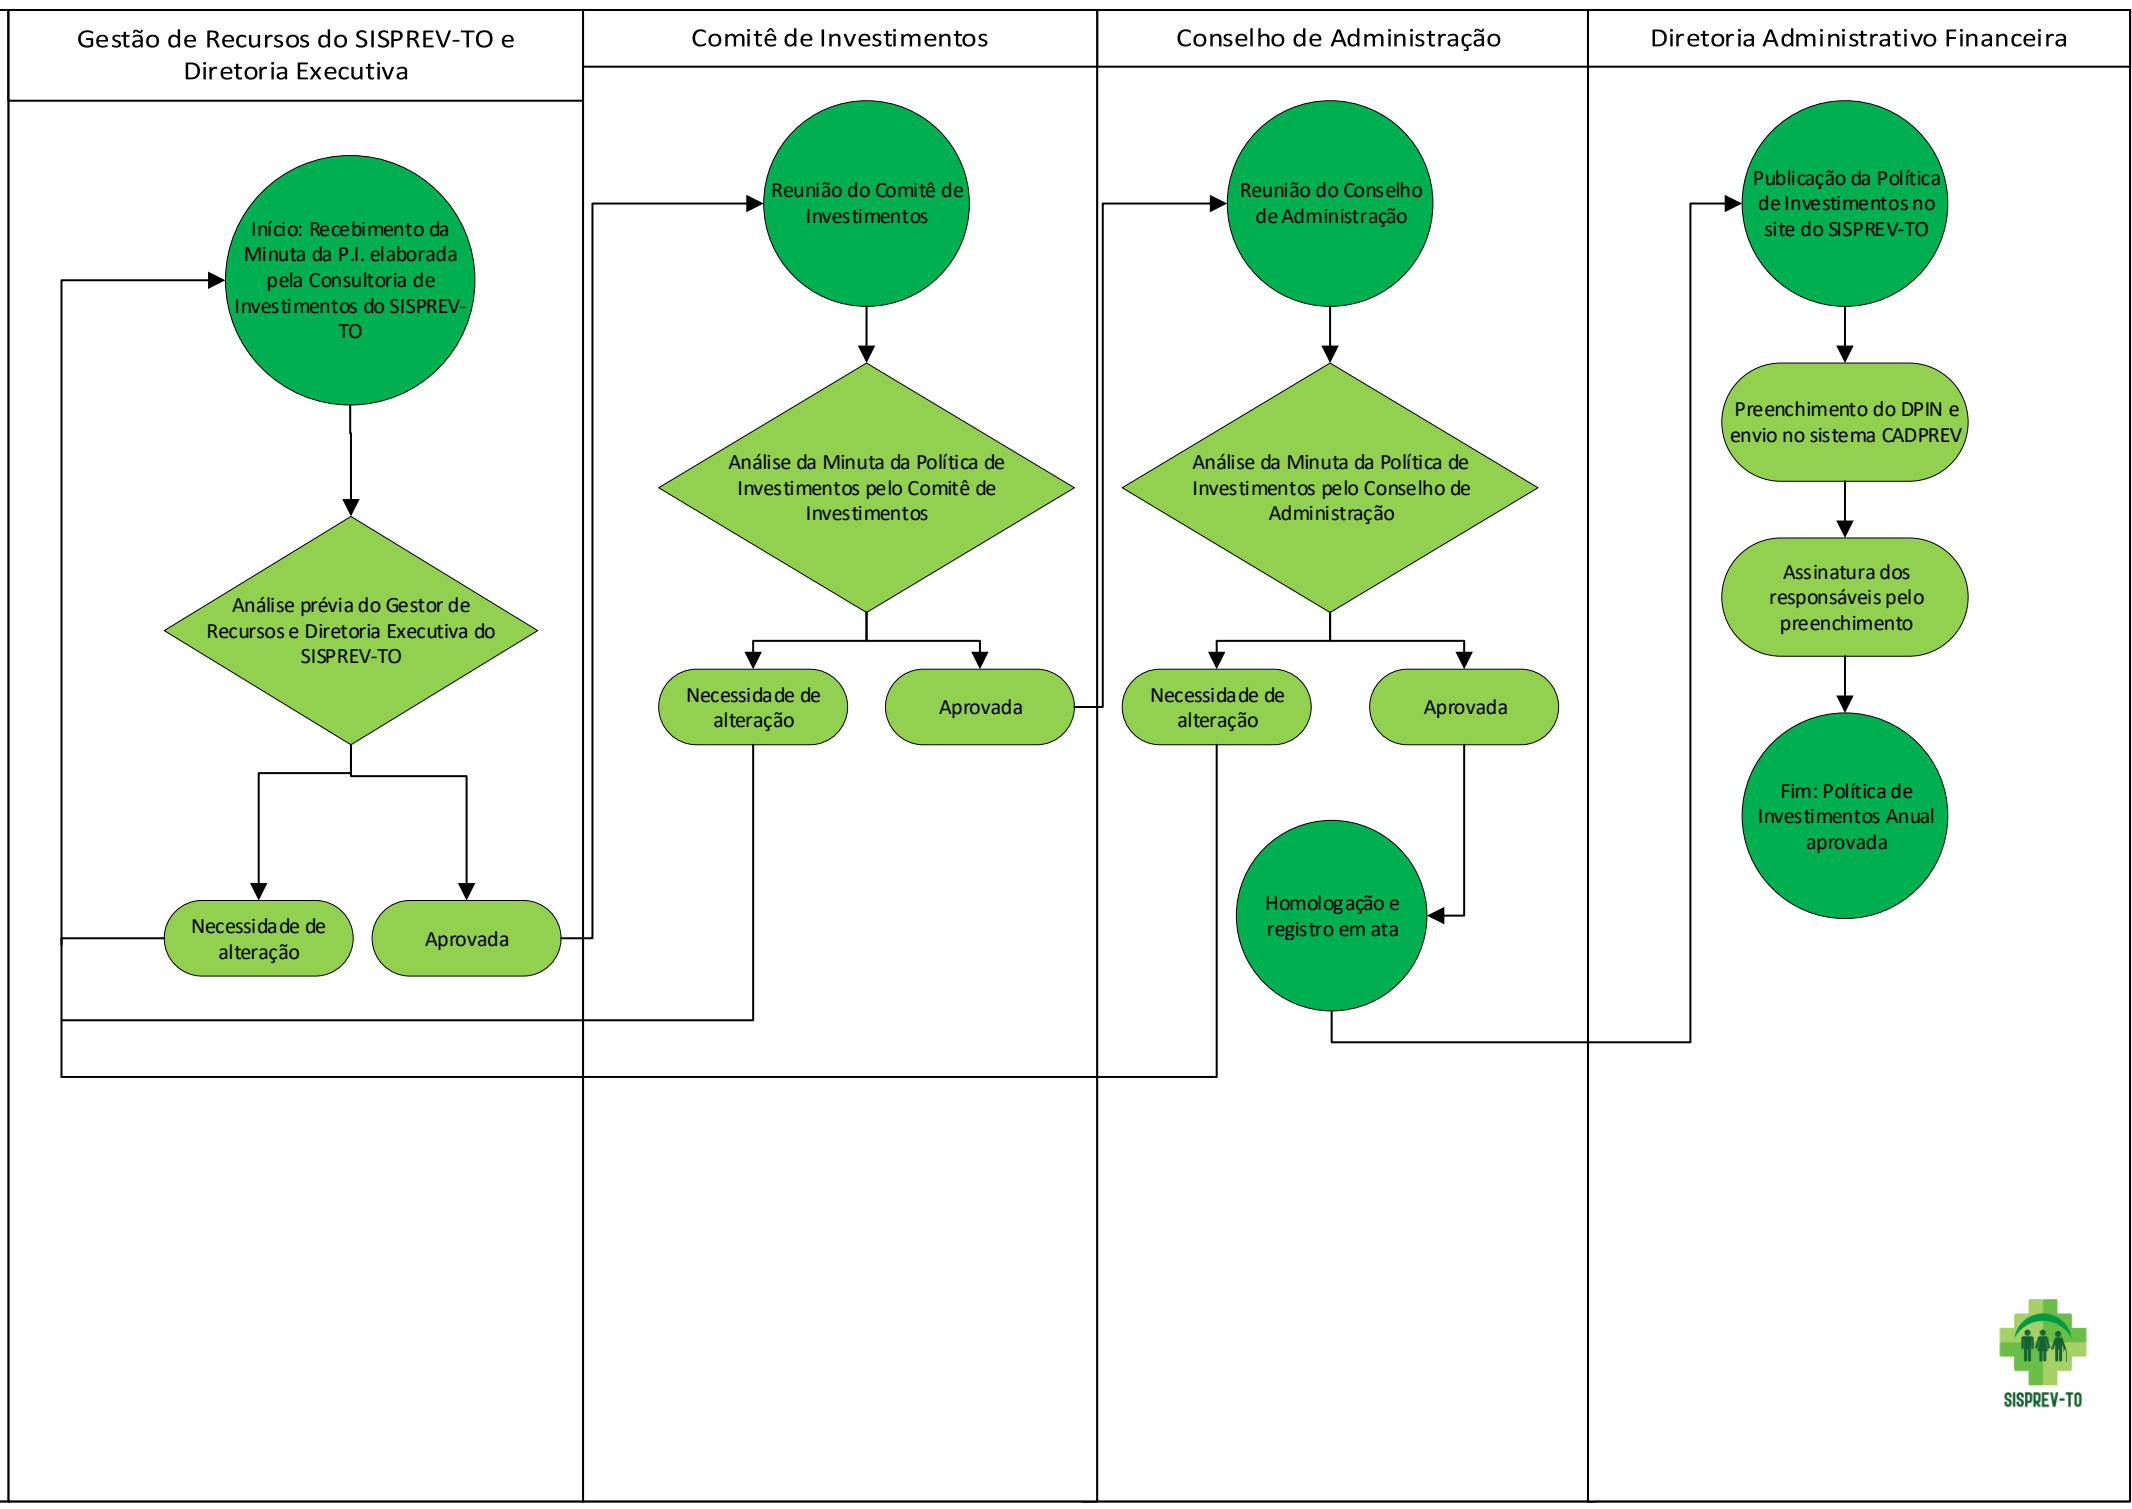 Gestão de Recursos do SISPREV-TO e
Diretoria Executiva
Início: Recebimento da
Minuta da P.I. elaborada
pela Consultoria de
Investimentos do SISPREV-
TO
Análise prévia do Gestor de
Recursos e Diretoria Executiva do
SISPREV-TO
Necessidade de
alteração
Aprovada
Comitê de Investimentos
Reunião do Comitê de
Investimentos
Análise da Minuta da Política de
Investimentos pelo Comitê de
Investimentos
Necessidade de
alteração
Aprovada
Conselho de Administração
Reunião do Conselho
de Administração
Análise da Minuta da Política de
Investimentos pelo Conselho de
Administração
Necessidade de
alteração
Aprovada
Homologação e
registro em ata
Diretoria Administrativo Financeira
Publicação da Política
de Investimentos no
site do SISPREV-TO
Preenchimento do DPIN e
envio no sistema CADPREV
Assinatura dos
responsáveis pelo
preenchimento
Fim: Política de
Investimentos Anual
aprovada
SISPREV-TO